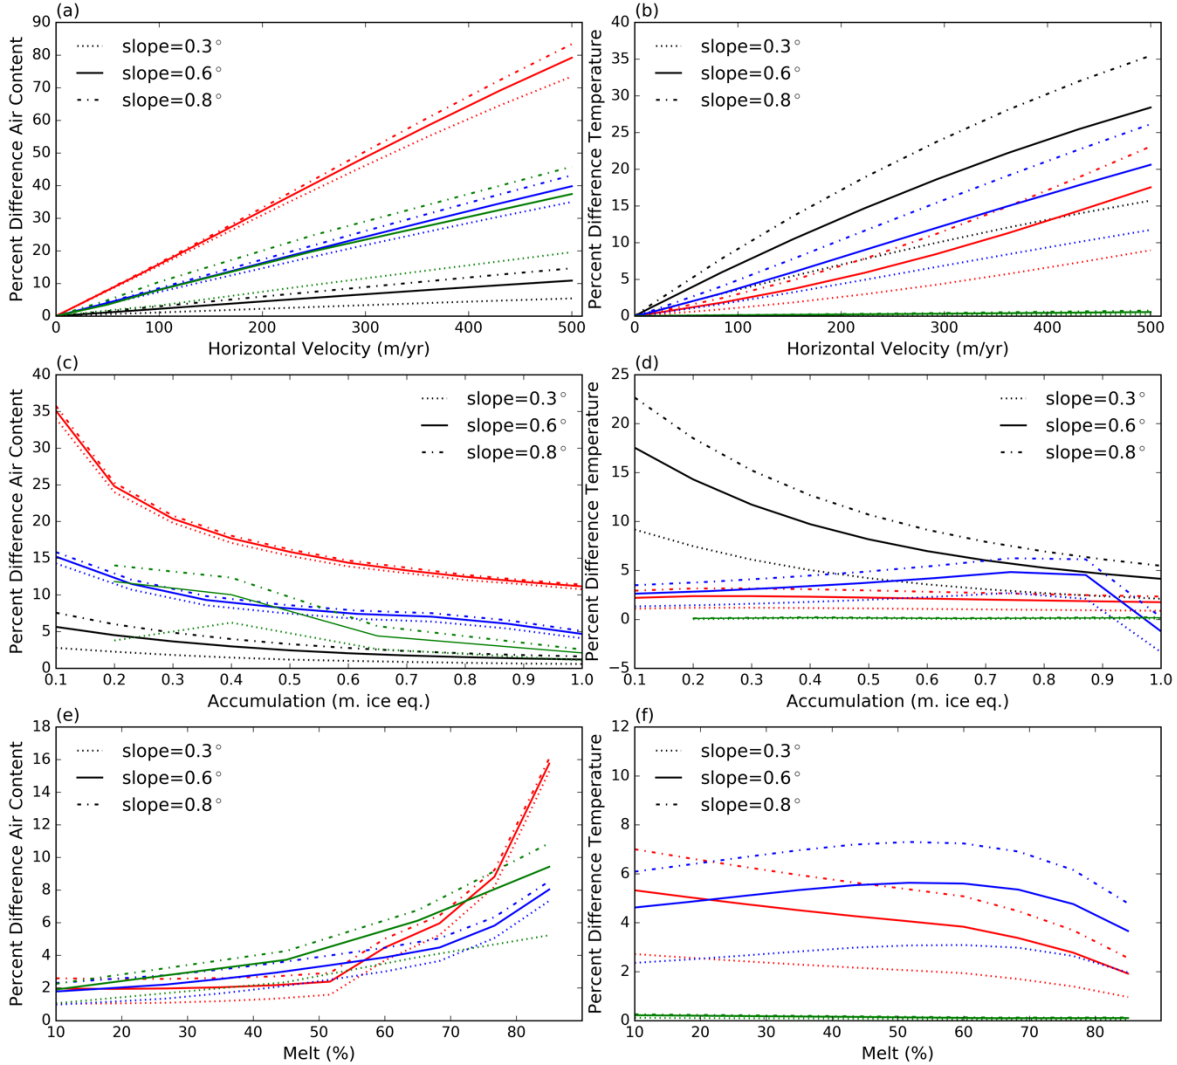 (a)
Percent Difference Air Content
90
80
70
60
50
40
30
20
10
0
slope=0.3°
slope=0.6°
slope=0.8°
0 100 200 300 400 500
Horizontal Velocity (m/yr)
(b)
Percent Difference Temperature
40
35
30
25
20
15
10
5
0
slope=0.3°
slope=0.6°
slope=0.8°
0 100 200 300 400 500
Horizontal Velocity (m/yr)
(c)
Percent Difference Air Content
40
35
30
25
20
15
10
5
0
slope=0.3°
slope=0.6°
slope=0.8°
0.1 0.2 0.3 0.4 0.5 0.6 0.7 0.8 0.9 1.0
Accumulation (m. ice eq.)
(d)
Percent Difference Temperature
25
20
15
10
5
0
−5
slope=0.3°
slope=0.6°
slope=0.8°
0.1 0.2 0.3 0.4 0.5 0.6 0.7 0.8 0.9 1.0
Accumulation (m. ice eq.)
(e)
Percent Difference Air Content
18
16
14
12
10
8
6
4
2
0
slope=0.3°
slope=0.6°
slope=0.8°
10 20 30 40 50 60 70 80
Melt (%)
(f)
Percent Difference Temperature
12
10
8
6
4
2
0
slope=0.3°
slope=0.6°
slope=0.8°
10 20 30 40 50 60 70 80
Melt (%)